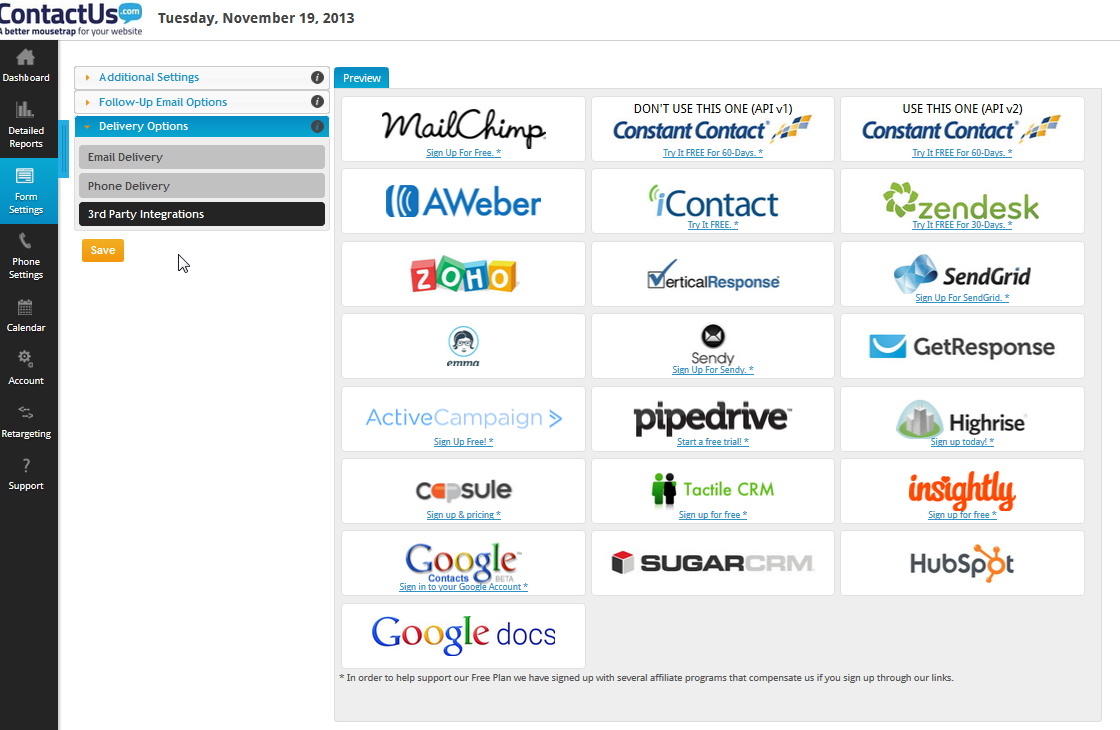 ContactUs.com
A better mousetrap for your website
Tuesday, November 19, 2013
Dashboard
Detailed
Reports
Form
Settings
Phone
Settings
Calendar
Account
Retargeting
?
Support
Additional Settings
Follow-Up Email Options
Delivery Options
Email Delivery
Phone Delivery
3rd Party Integrations
Save
Preview
MailChimp
Sign Up For Free. *
DON'T USE THIS ONE (API v1)
Constant Contact®
Try It FREE For 60-Days. *
USE THIS ONE (API v2)
Constant Contact®
Try It FREE For 60-Days. *
AWeber
iContact
Try It FREE. *
zendesk
Try It FREE For 30-Days. *
ZOHO
VerticalResponse
SendGrid
Sign Up For SendGrid. *
emma
Sendy
Sign Up For Sendy. *
GetResponse
ActiveCampaign >
Sign Up Free! *
pipedrive™
Start a free trial! *
Highrise
Sign up today! *
capsule
Sign up & pricing *
Tactile CRM
Sign up for free *
insightly
Sign up for free *
Google™
Contacts BETA
Sign in to your Google Account *
SUGARCRM
HubSpot
Google docs
* In order to help support our Free Plan we have signed up with several affiliate programs that compensate us if you sign up through our links.